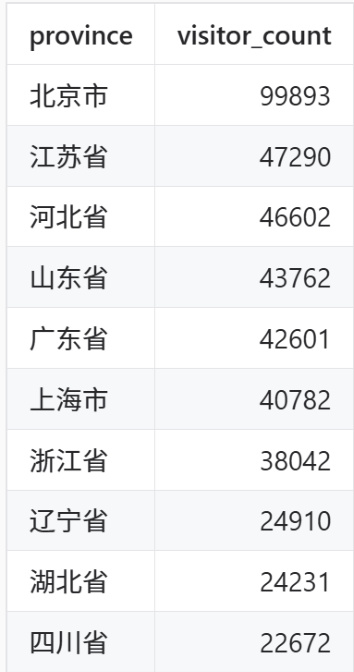 province visitor_count
北京市 99893
江苏省 47290
河北省 46602
山东省 43762
广东省 42601
上海市 40782
浙江省 38042
辽宁省 24910
湖北省 24231
四川省 22672